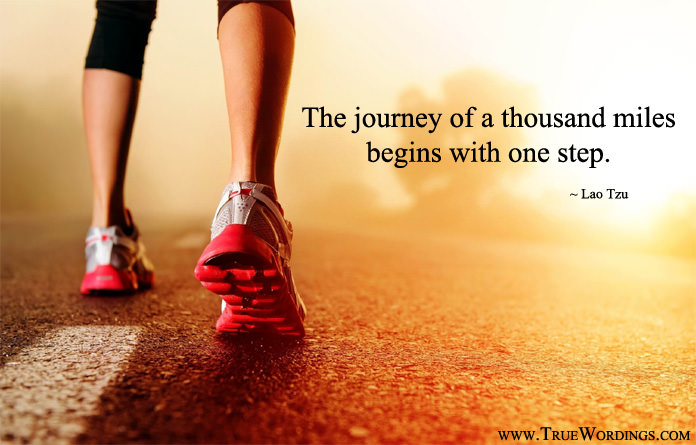 The journey of a thousand miles
begins with one step.
~ Lao Tzu
www.TrueWordings.com